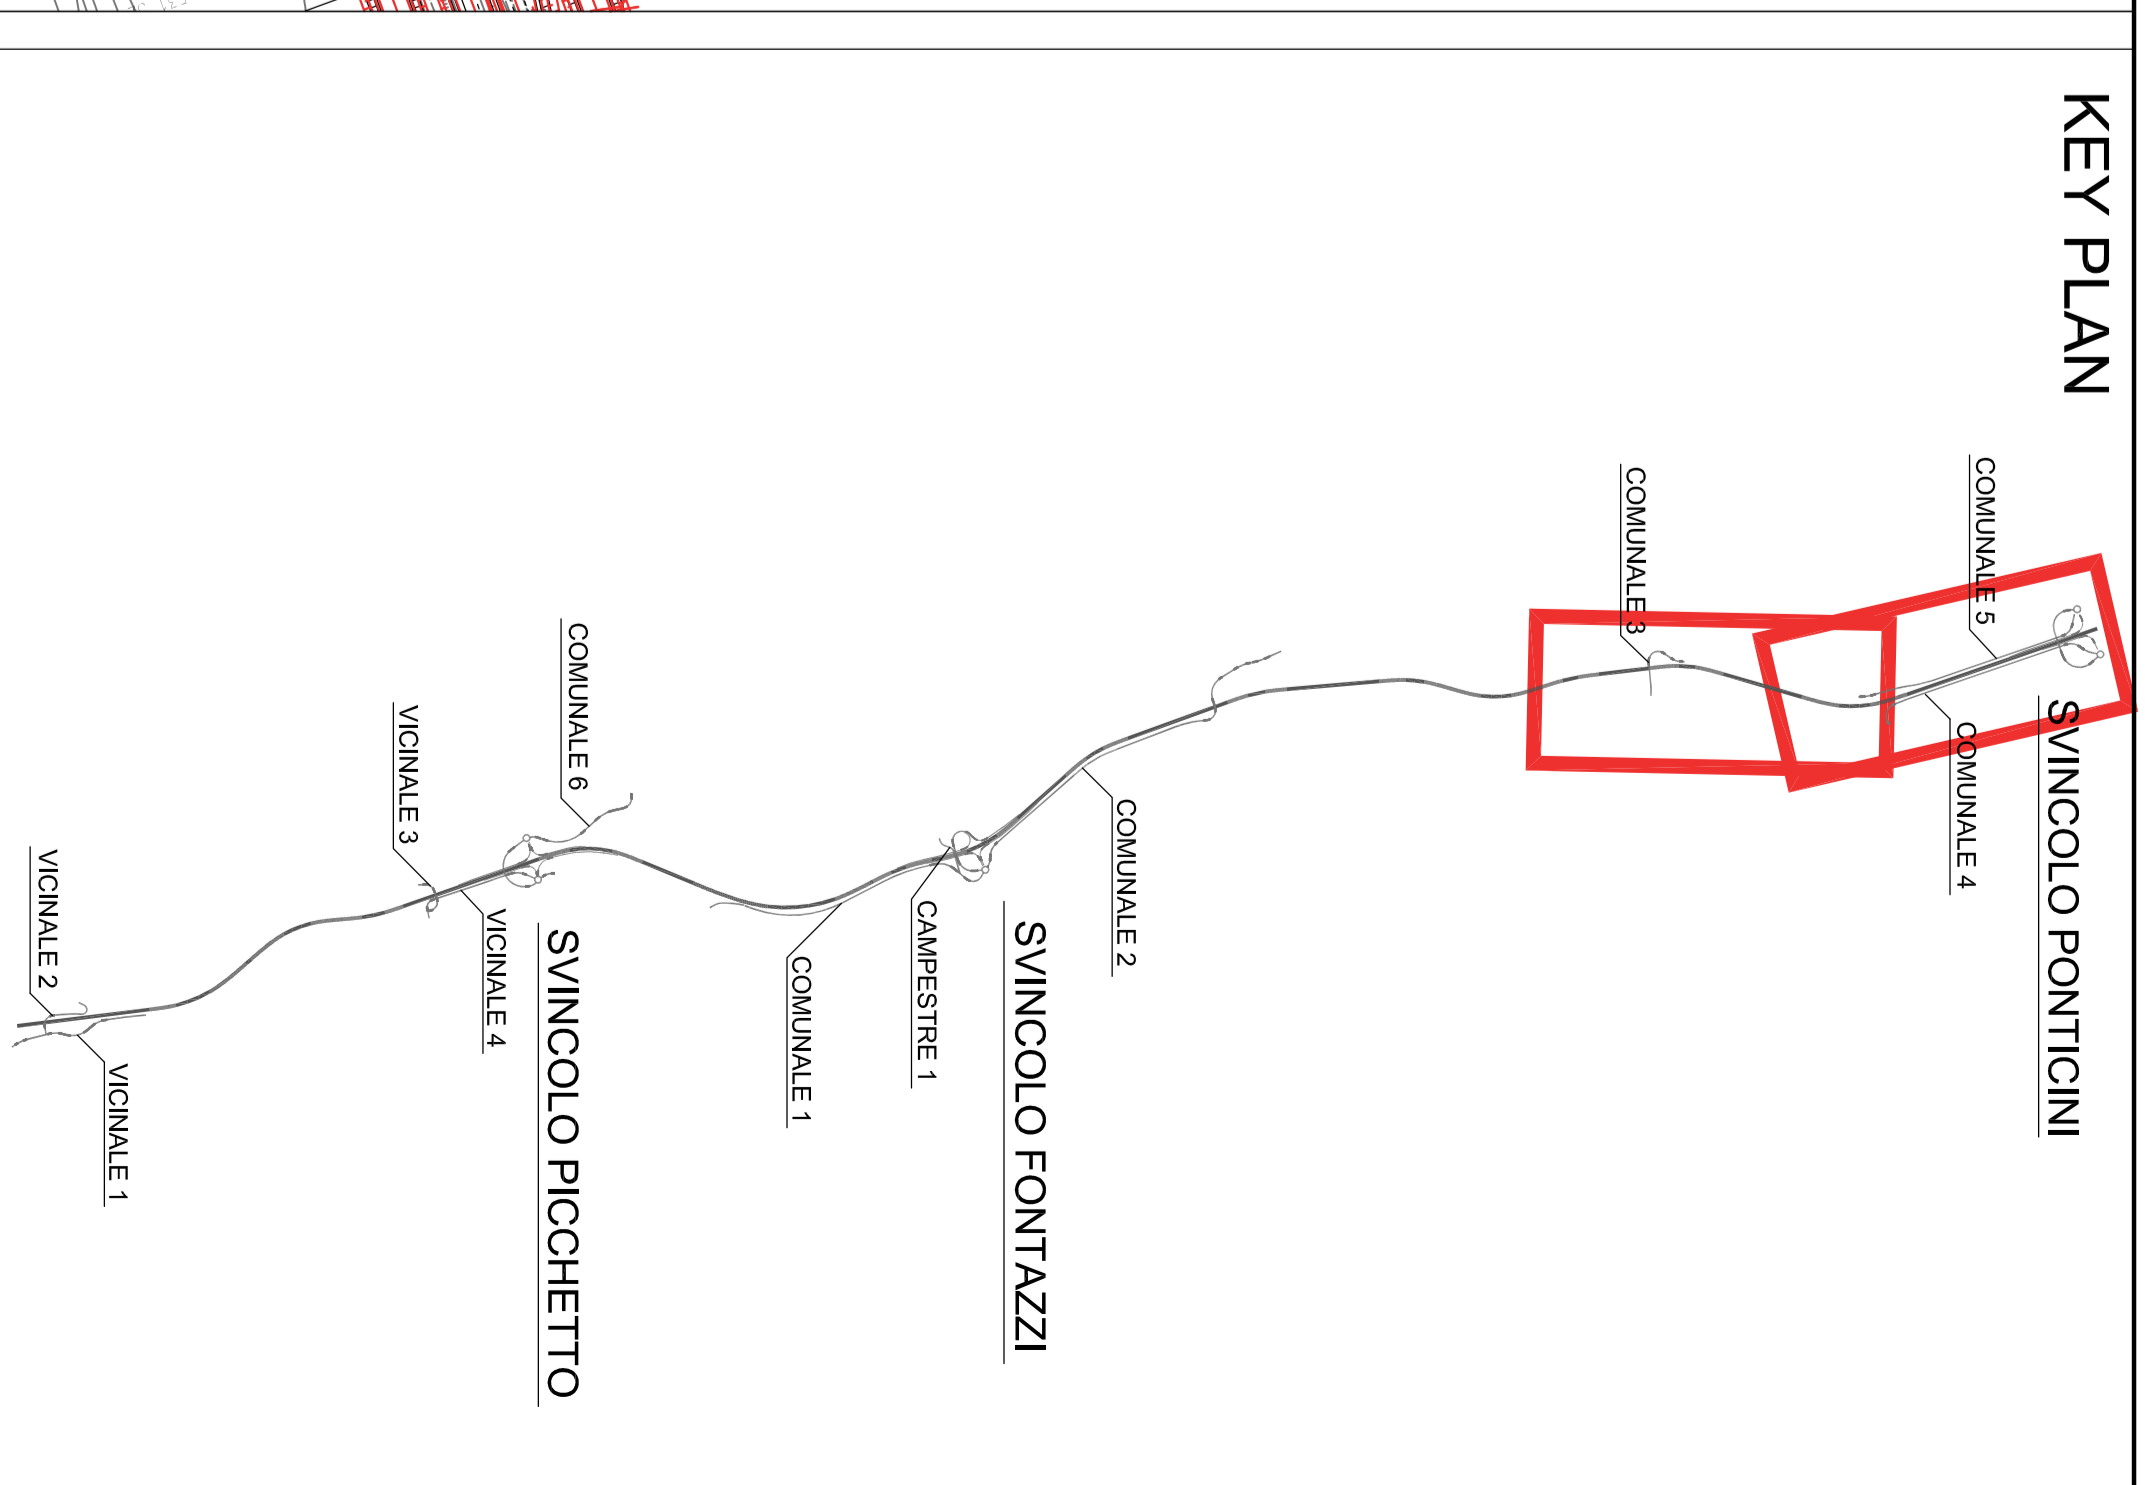 KEY PLAN
SVINCOLO PONTICINI
COMUNALE 5
COMUNALE 4
COMUNALE 3
COMUNALE 2
SVINCOLO FONTAZZI
CAMPESTRE 1
COMUNALE 1
COMUNALE 6
SVINCOLO PICCHETTO
VICINALE 4
VICINALE 3
VICINALE 1
VICINALE 2